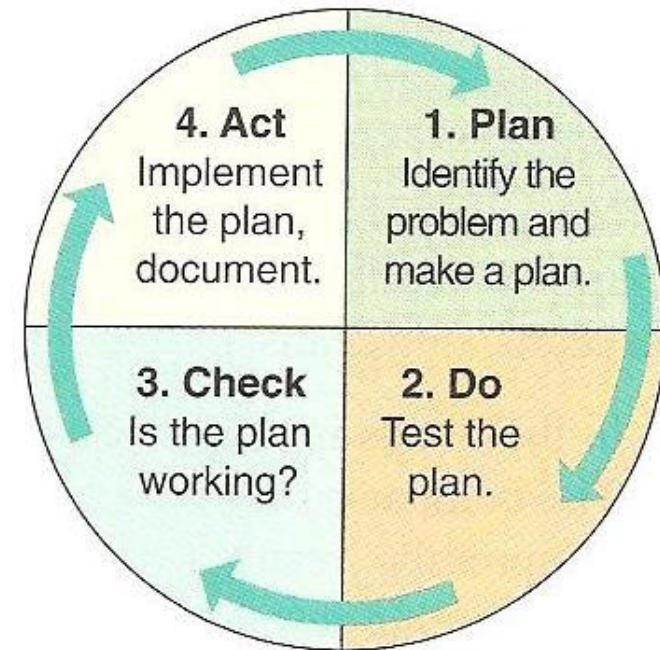 1. Plan
Identify the
problem and
make a plan.
2. Do
Test the
plan.
3. Check
Is the plan
working?
4. Act
Implement
the plan,
document.